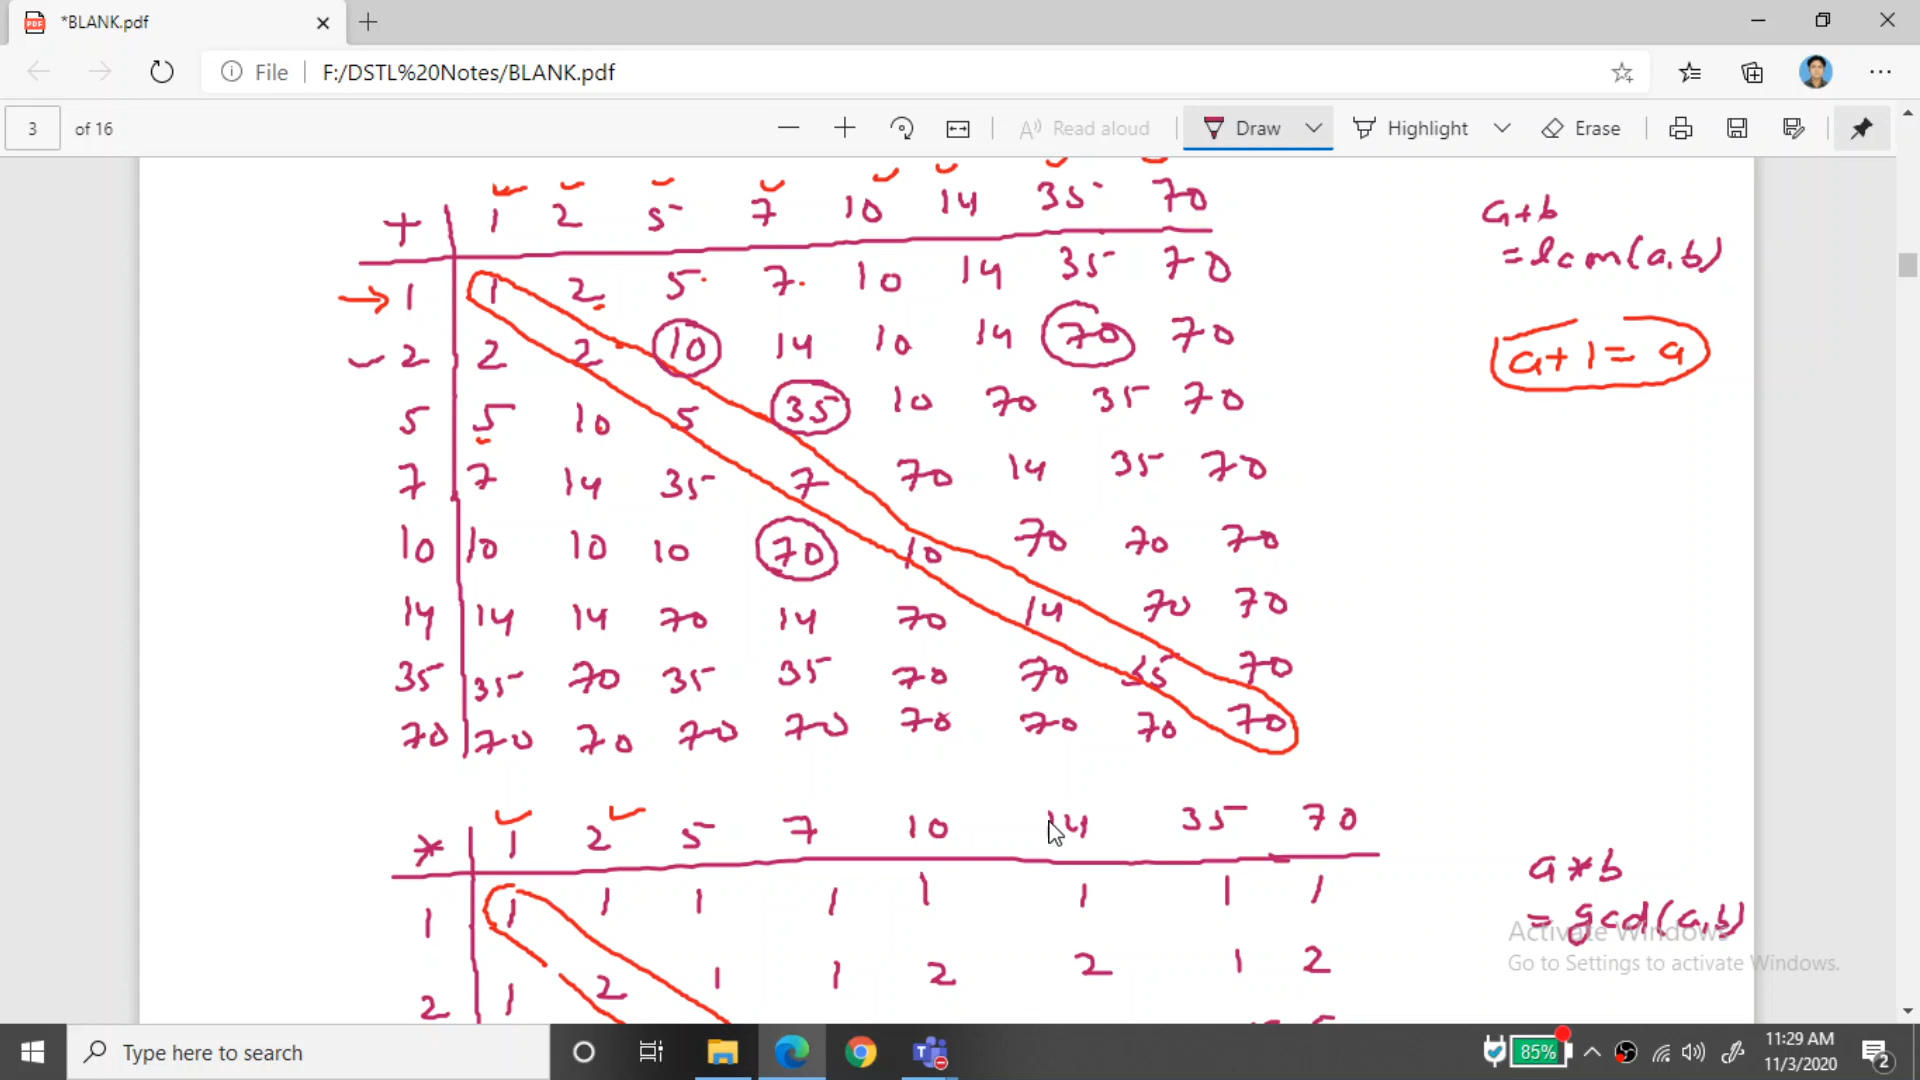 *BLANK.pdf
File F:/DSTL%20Notes/BLANK.pdf
3 of 16 Read aloud Draw Highlight Erase
+ 1 2 5 7 10 14 35 70
1 1 2 5 7 10 14 35 70
2 2 2 10 14 10 14 70 70
5 5 10 5 35 10 70 35 70
7 7 14 35 7 70 14 35 70
10 10 10 10 70 10 70 70 70
14 14 14 70 14 70 14 70 70
35 35 70 35 35 70 70 35 70
70 70 70 70 70 70 70 70 70
a+b
=lcm(a,b)
a+1=a
* 1 2 5 7 10 14 35 70
1 1 1 1 1 1 1 1 1
2 1 2 1 1 2 2 1 2
a*b
=gcd(a,b)
Activate Windows
Go to Settings to activate Windows.
Type here to search
85%
11:29 AM
11/3/2020
2